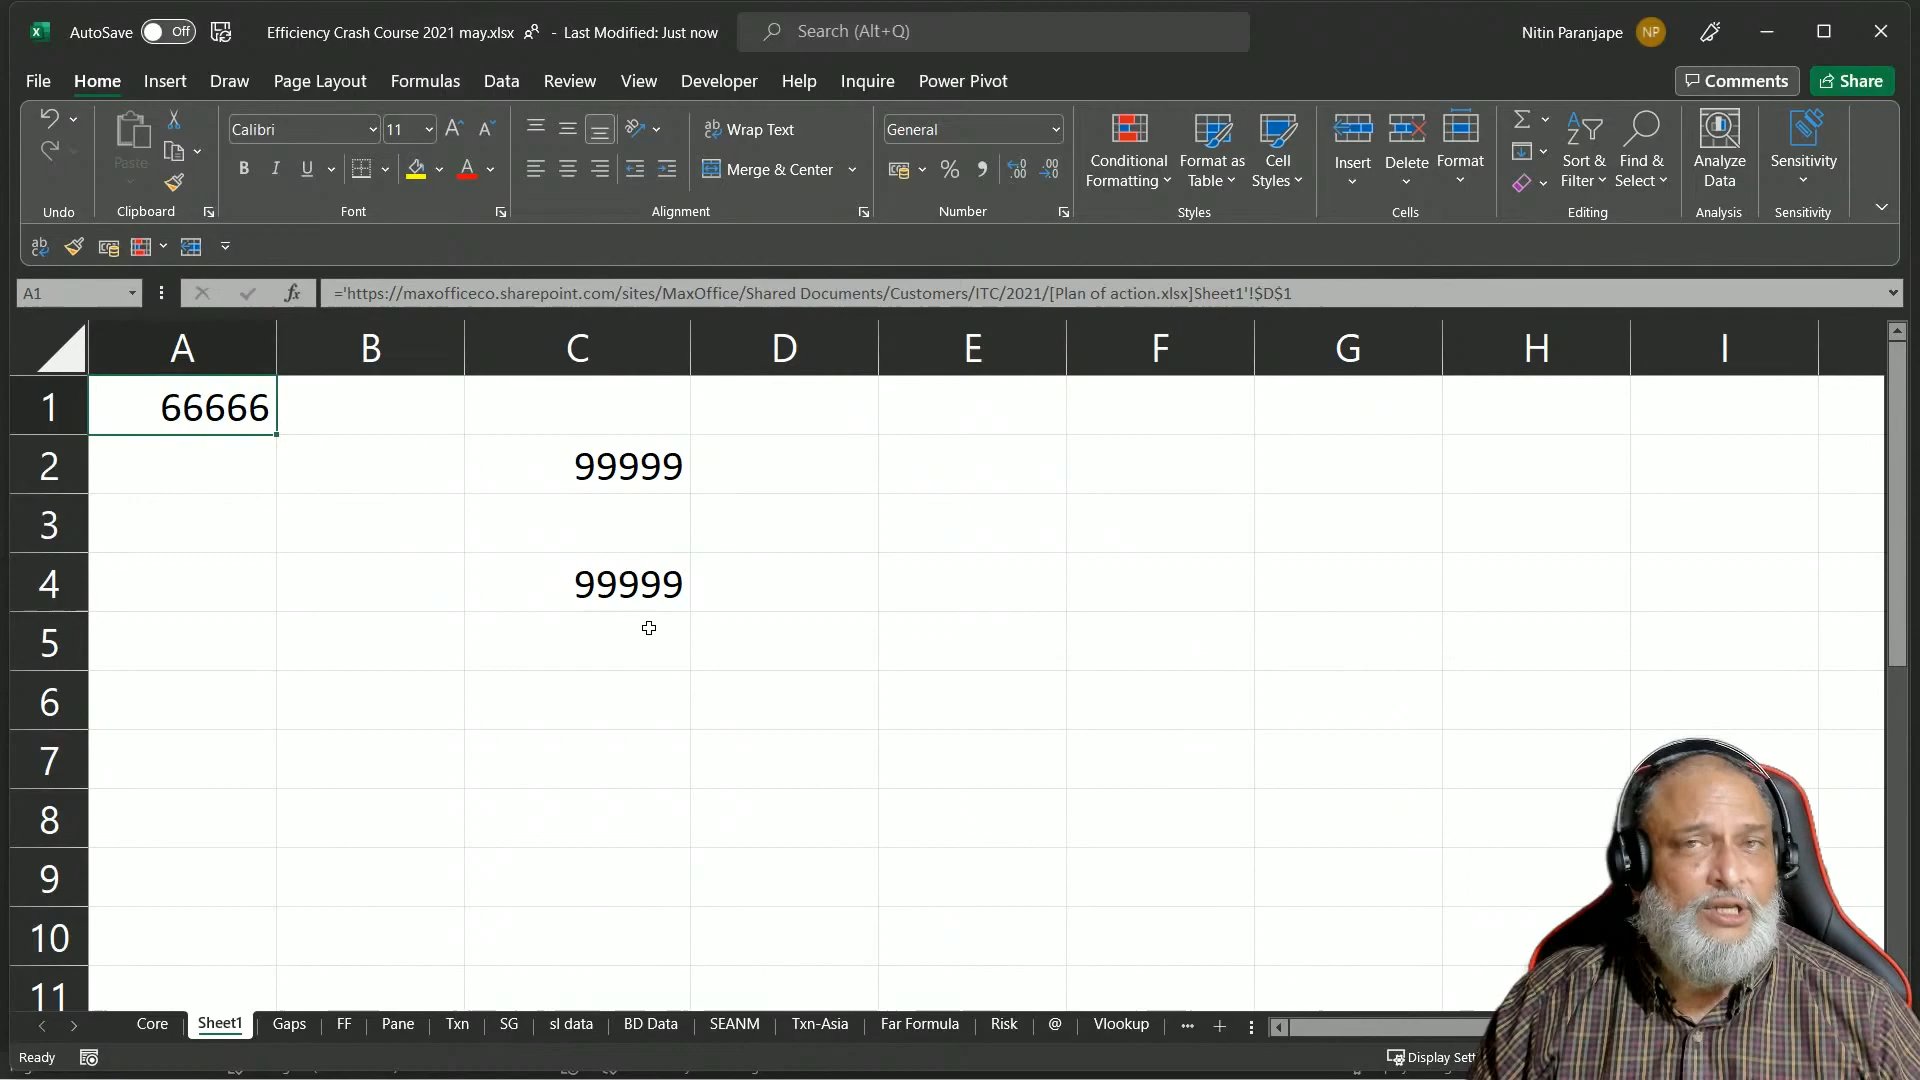 AutoSave Off Efficiency Crash Course 2021 may.xlsx - Last Modified: Just now Search (Alt+Q) Nitin Paranjape NP
File Home Insert Draw Page Layout Formulas Data Review View Developer Help Inquire Power Pivot Comments Share
Calibri 11 ab Wrap Text General
Paste B I U Merge & Center % Conditional Formatting Format as Table Cell Styles Insert Delete Format Sort & Filter Find & Select Analyze Data Sensitivity
Undo Clipboard Font Alignment Number Styles Cells Editing Analysis Sensitivity
A1 fx ='https://maxofficeco.sharepoint.com/sites/MaxOffice/Shared Documents/Customers/ITC/2021/[Plan of action.xlsx]Sheet1'!$D$1
A B C D E F G H I
1 66666
2 99999
3
4 99999
5
6
7
8
9
10
11
Core Sheet1 Gaps FF Pane Txn SG sl data BD Data SEANM Txn-Asia Far Formula Risk @ Vlookup ...
Ready Display Sett